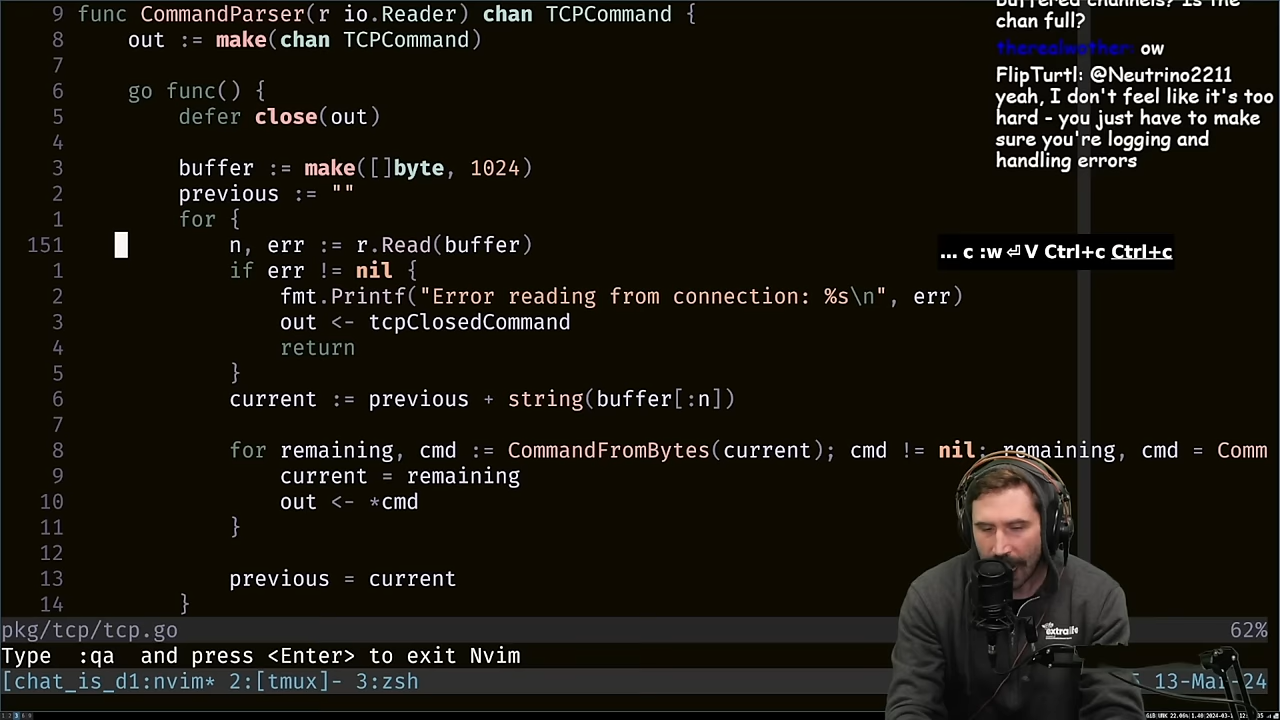 9 func CommandParser(r io.Reader) chan TCPCommand {
8 out := make(chan TCPCommand)
7
6 go func() {
5 defer close(out)
4
3 buffer := make([]byte, 1024)
2 previous := ""
1 for {
151 n, err := r.Read(buffer)
1 if err != nil {
2 fmt.Printf("Error reading from connection: %s\n", err)
3 out <- tcpClosedCommand
4 return
5 }
6 current := previous + string(buffer[:n])
7
8 for remaining, cmd := CommandFromBytes(current); cmd != nil; remaining, cmd = Comm
9 current = remaining
10 out <- *cmd
11 }
12
13 previous = current
14 }
pkg/tcp/tcp.go 62%
Type :qa and press <Enter> to exit Nvim
[chat_is_d1:nvim* 2:[tmux]- 3:zsh 13-Mar-24
buffered channels? Is the
chan full?
therealwother: ow
FlipTurtl: @Neutrino2211
yeah, I don't feel like it's too
hard - you just have to make
sure you're logging and
handling errors
... c :w⏎ V Ctrl+c Ctrl+c
extralife